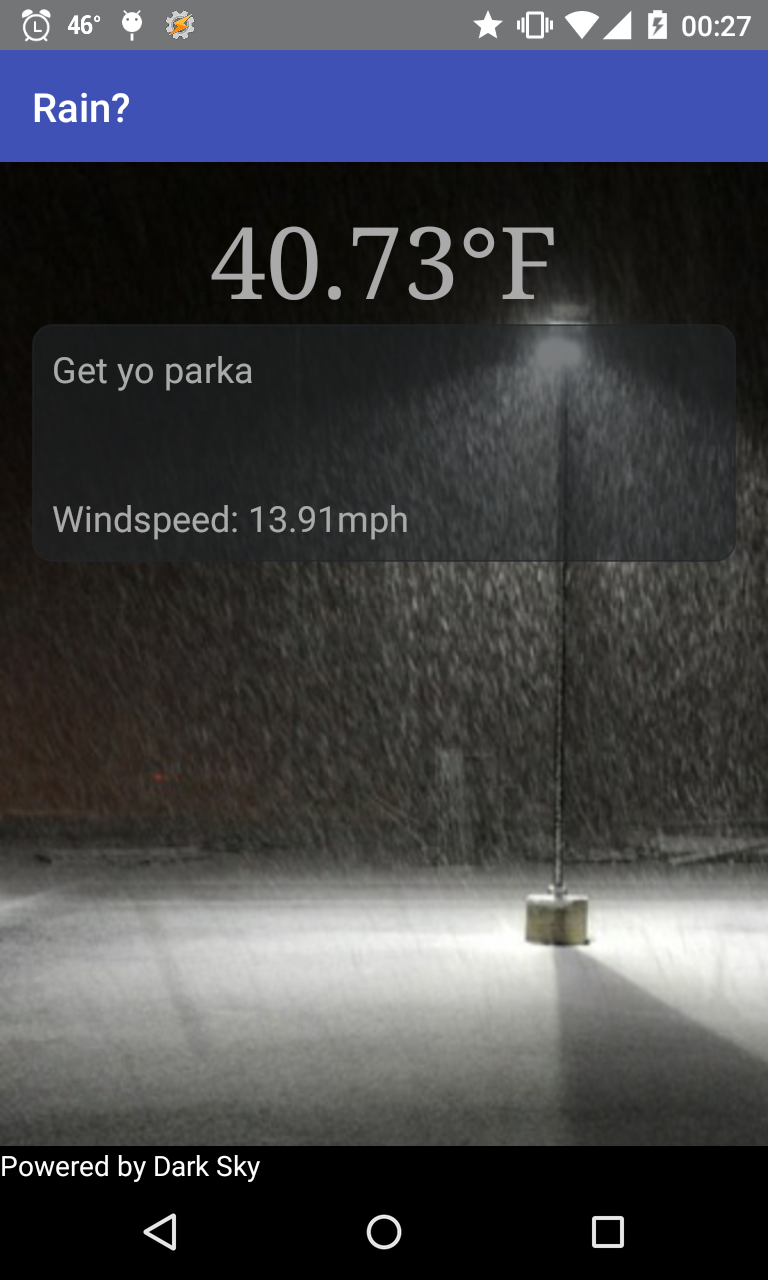 46° 00:27
Rain?
40.73°F
Get yo parka
Windspeed: 13.91mph
Powered by Dark Sky